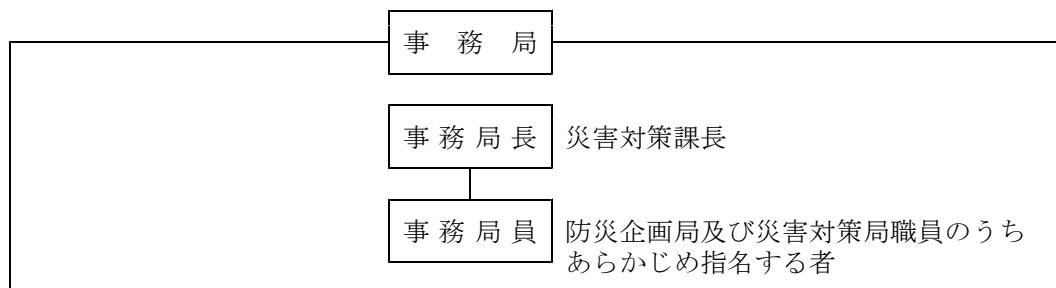 事 務 局
事 務 局 長 災害対策課長
事 務 局 員 防災企画局及び災害対策局職員のうち
あらかじめ指名する者